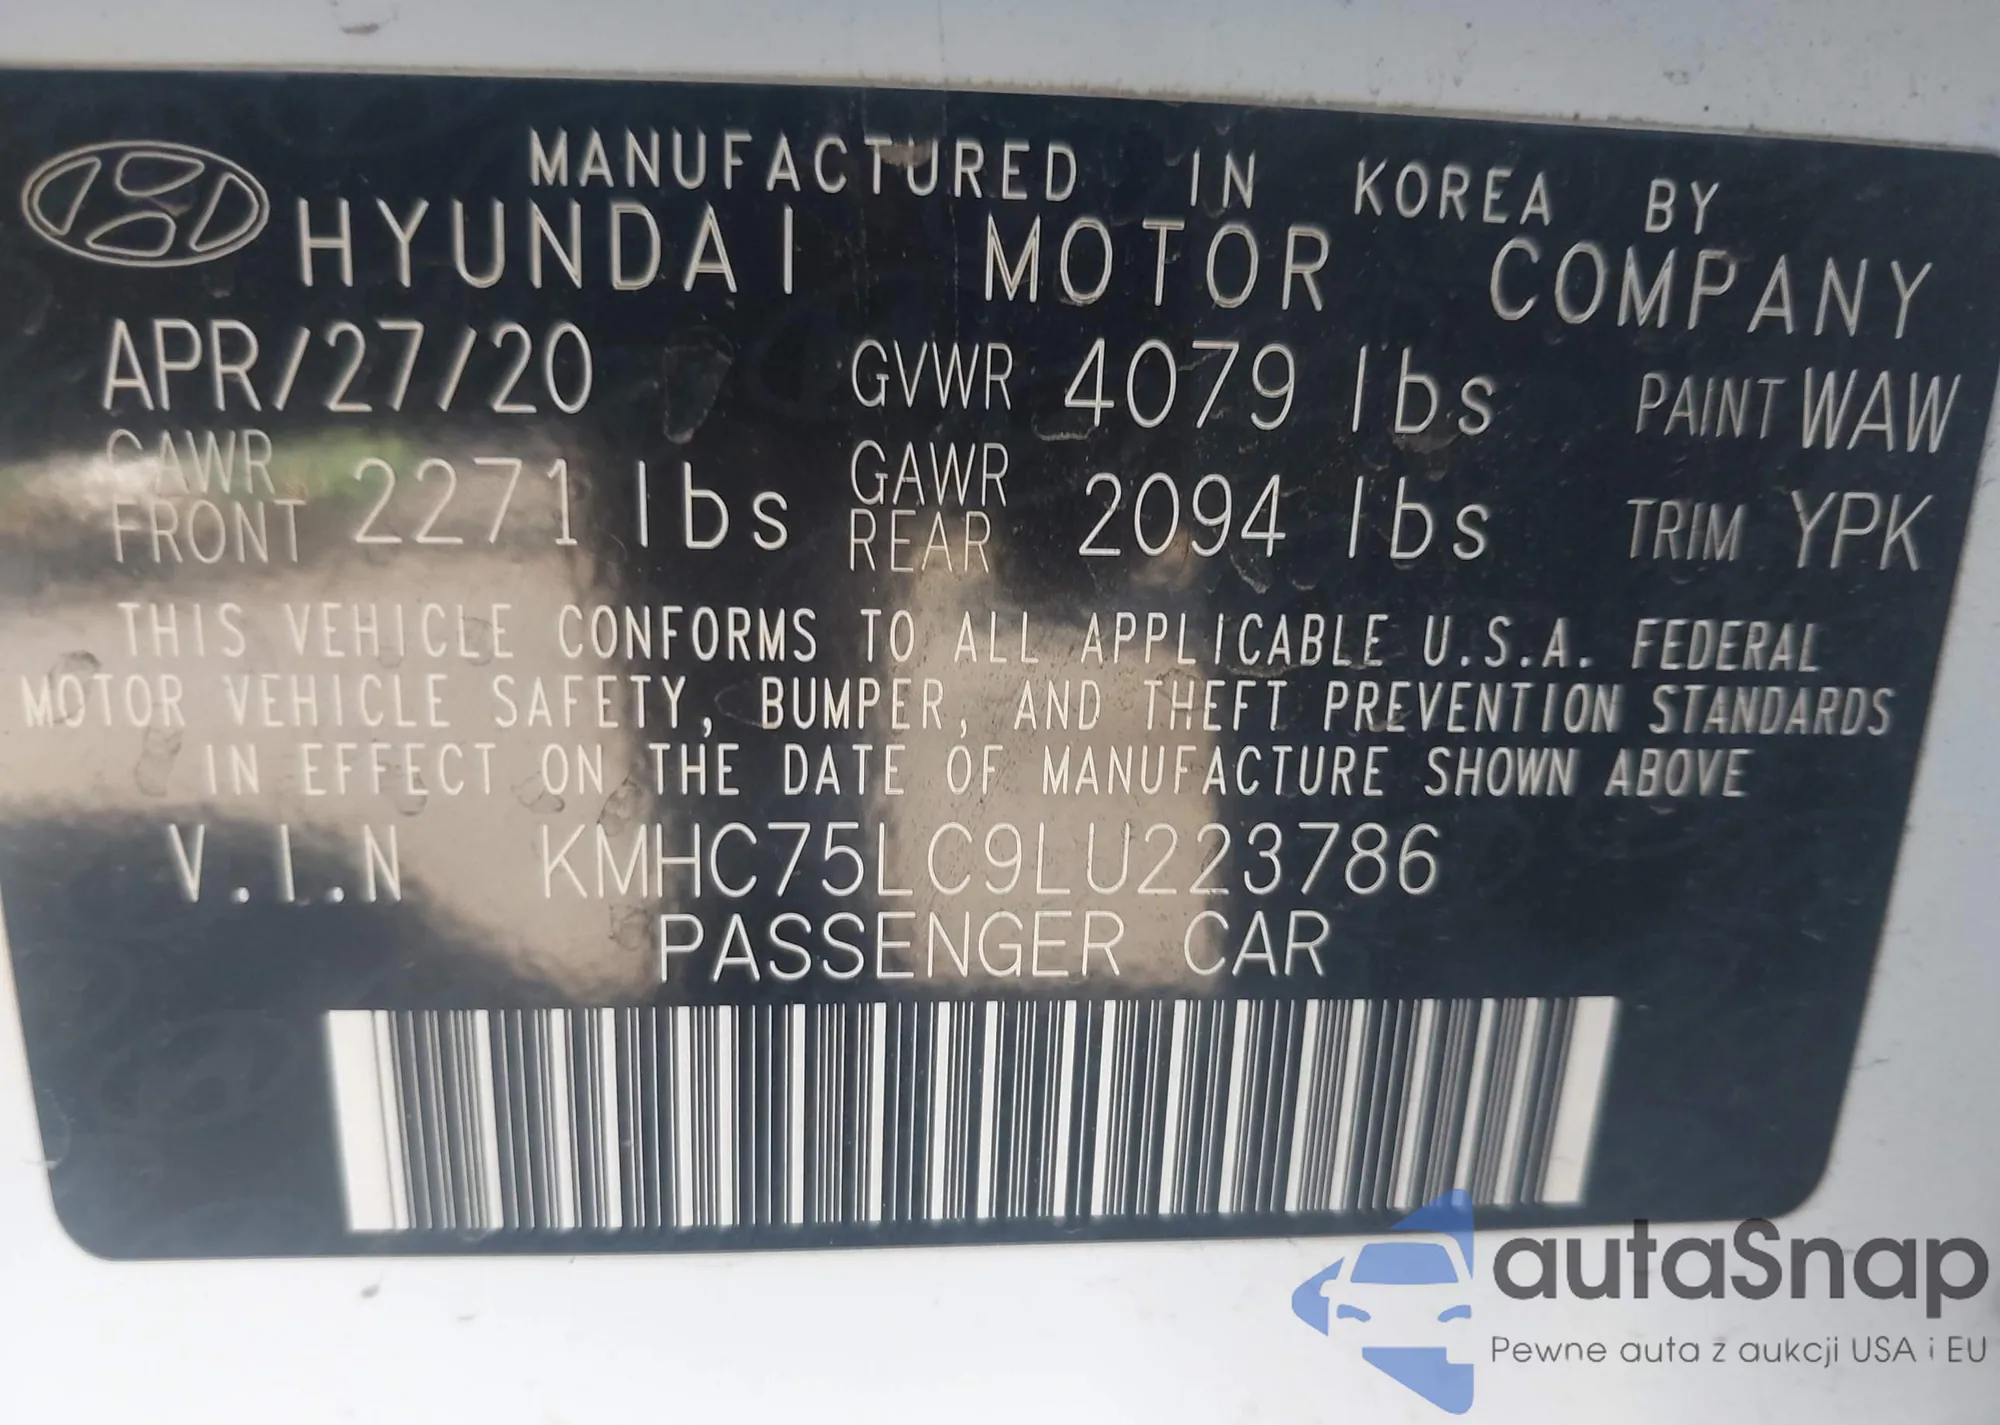 MANUFACTURED IN KOREA BY
HYUNDAI MOTOR COMPANY
APR/27/20 GVWR 4079 lbs PAINT WAW
GAWR FRONT 2271 lbs GAWR REAR 2094 lbs TRIM YPK
THIS VEHICLE CONFORMS TO ALL APPLICABLE U.S.A. FEDERAL
MOTOR VEHICLE SAFETY, BUMPER, AND THEFT PREVENTION STANDARDS
IN EFFECT ON THE DATE OF MANUFACTURE SHOWN ABOVE
V.I.N KMHC75LC9LU223786
PASSENGER CAR
autaSnap
Pewne auta z aukcji USA i EU